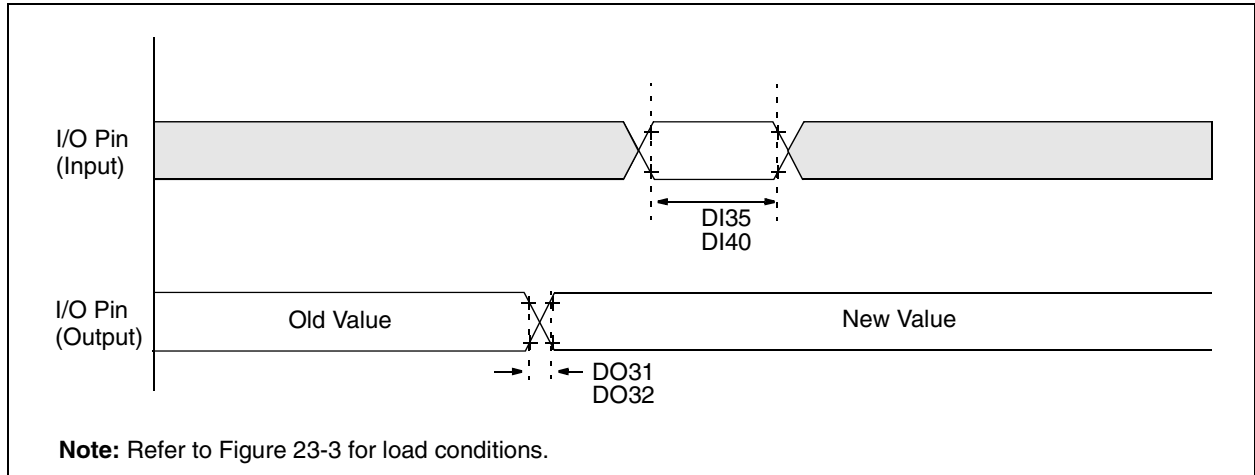 I/O Pin
(Input)
DI35
DI40
I/O Pin
(Output)
Old Value
New Value
DO31
DO32
Note: Refer to Figure 23-3 for load conditions.